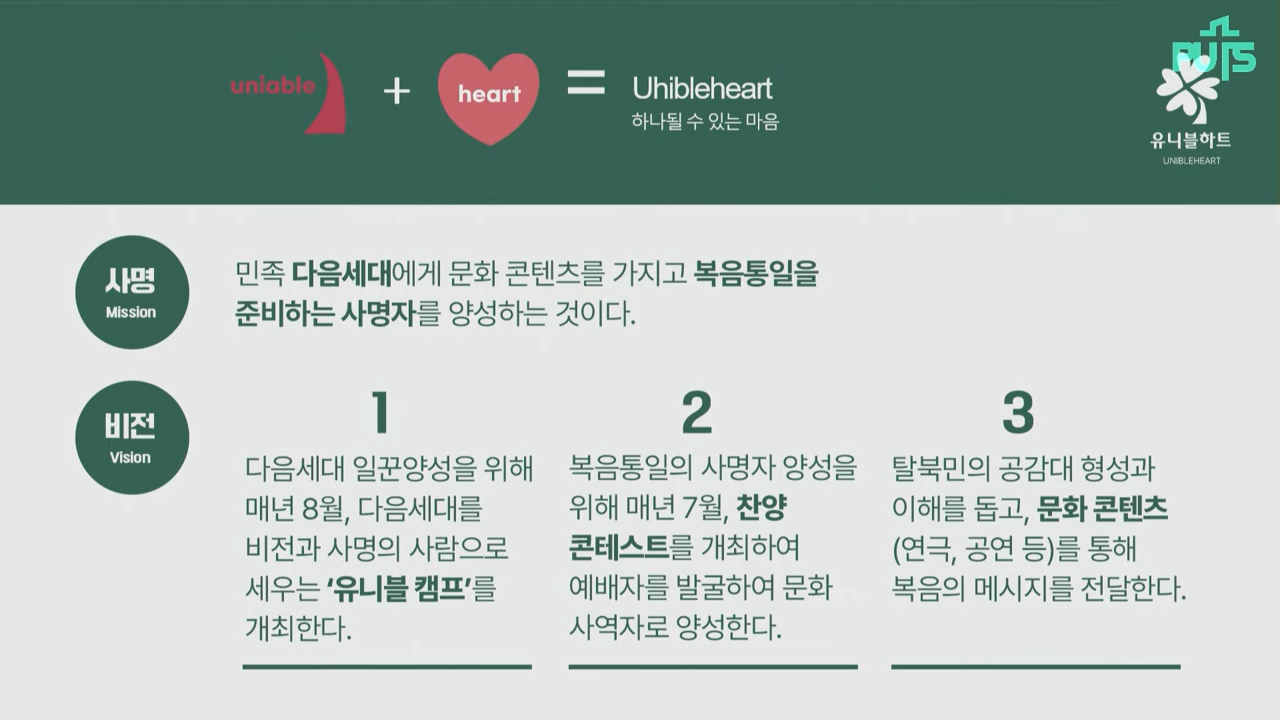 uniable
+
heart
=
Uhibleheart
하나될 수 있는 마음
PUTS
유니블하트
UNIBLEHEART
사명
Mission
민족 다음세대에게 문화 콘텐츠를 가지고 복음통일을
준비하는 사명자를 양성하는 것이다.
비전
Vision
1
다음세대 일꾼양성을 위해
매년 8월, 다음세대를
비전과 사명의 사람으로
세우는 ‘유니블 캠프’를
개최한다.
2
복음통일의 사명자 양성을
위해 매년 7월, 찬양
콘테스트를 개최하여
예배자를 발굴하여 문화
사역자로 양성한다.
3
탈북민의 공감대 형성과
이해를 돕고, 문화 콘텐츠
(연극, 공연 등)를 통해
복음의 메시지를 전달한다.